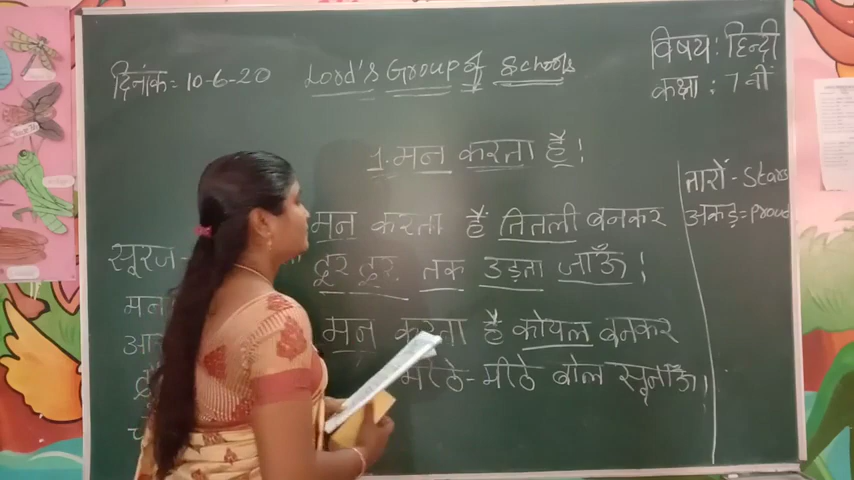 दिनांक= 10-6-20
Lord's Group of Schools
विषय: हिन्दी
कक्षा : 7 वीं
1. मन करता है!
मन करता है तितली बनकर
दूर दूर तक उड़ता जाऊँ!
मन करता है कोयल बनकर
मीठे-मीठे बोल सूनाऊँ!
सूरज-
मन
तारों - Stars
अकड़ = Proud